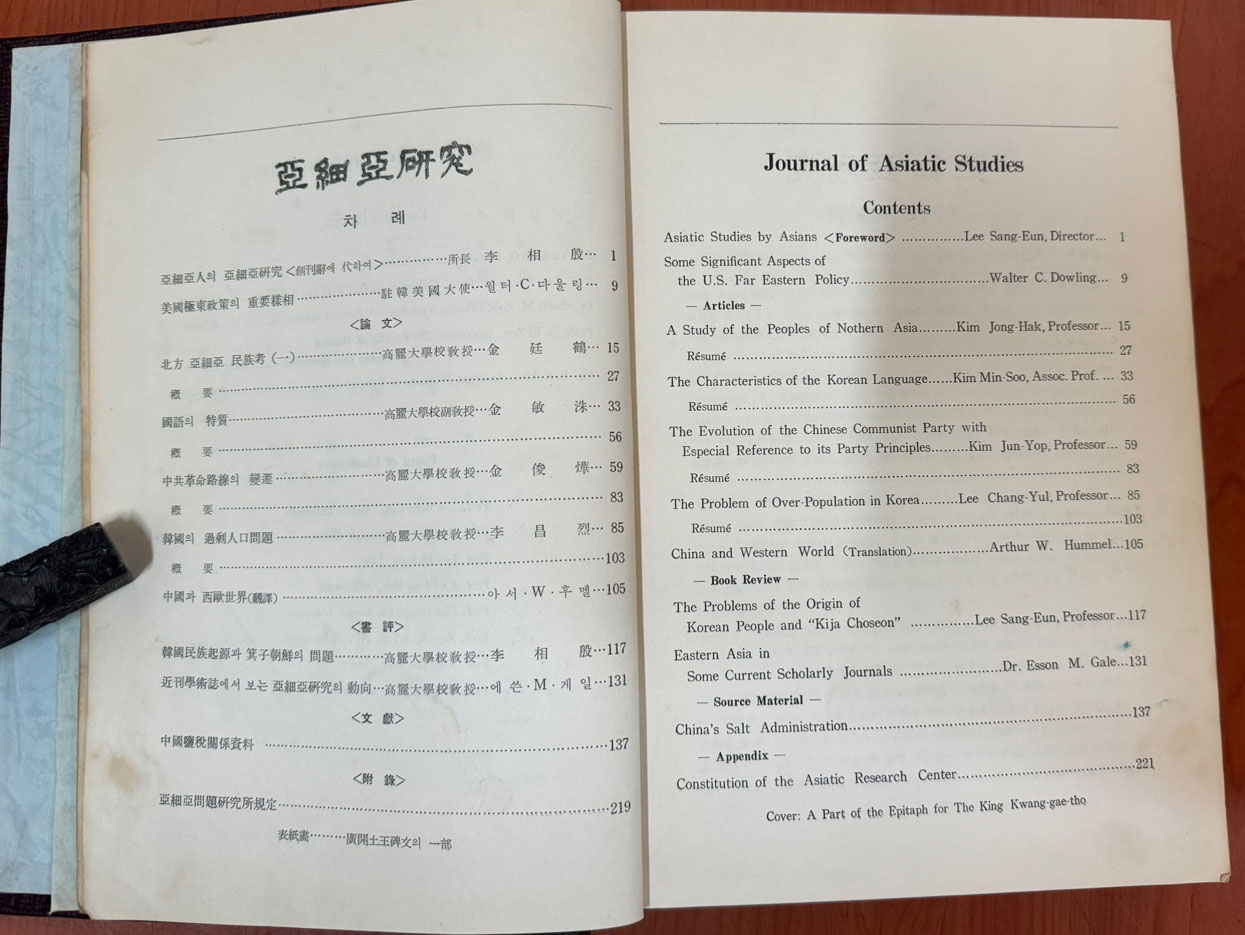 亞細亞硏究
차 례
亞細亞人의 亞細亞硏究 <創刊辭에 代하여>……………所長 李 相 殷… 1
美國極東政策의 重要樣相…………………駐韓美國大使…월터·C·다울링… 9
<論 文>
北方 亞細亞 民族考 (一)…………………高麗大學校敎授…金 廷 鶴… 15
槪 要 ………………………………………………………… 27
國語의 特質………………………………高麗大學校副敎授…金 敏 洙… 33
槪 要 ………………………………………………………… 56
中共革命路線의 變遷………………………高麗大學校敎授…金 俊 燁… 59
槪 要 ………………………………………………………… 83
韓國의 過剩人口問題………………………高麗大學校敎授…李 昌 烈… 85
槪 要 …………………………………………………………103
中國과 西歐世界(飜譯) ………………………………………아 서·W·후 멜…105
<書 評>
韓國民族起源과 箕子朝鮮의 問題…………高麗大學校敎授…李 相 殷…117
近刊學術誌에서 보는 亞細亞硏究의 動向…高麗大學校敎授…에 쓴·M·게 일…131
<文 獻>
中國鹽稅關係資料 ……………………………………………………137
<附 錄>
亞細亞問題硏究所規定…………………………………………………219
表紙畵………廣開土王碑文의 一部
Journal of Asiatic Studies
Contents
Asiatic Studies by Asians <Foreword> ……………Lee Sang-Eun, Director… 1
Some Significant Aspects of
the U.S. Far Eastern Policy……………………………Walter C. Dowling… 9
— Articles —
A Study of the Peoples of Nothern Asia………Kim Jong-Hak, Professor… 15
Résumé ………………………………………………………… 27
The Characteristics of the Korean Language……Kim Min-Soo, Assoc. Prof. … 33
Résumé ………………………………………………………… 56
The Evolution of the Chinese Communist Party with
Especial Reference to its Party Principles………Kim Jun-Yop, Professor… 59
Résumé ………………………………………………………… 83
The Problem of Over-Population in Korea………Lee Chang-Yul, Professor… 85
Résumé …………………………………………………………103
China and Western World (Translation)………………Arthur W. Hummel…105
— Book Review —
The Problems of the Origin of
Korean People and “Kija Choseon” ……………Lee Sang-Eun, Professor…117
Eastern Asia in
Some Current Scholarly Journals ……………………Dr. Esson M. Gale…131
— Source Material —
China’s Salt Administration……………………………………………137
— Appendix —
Constitution of the Asiatic Research Center…………………………………221
Cover: A Part of the Epitaph for The King Kwang-gae-tho